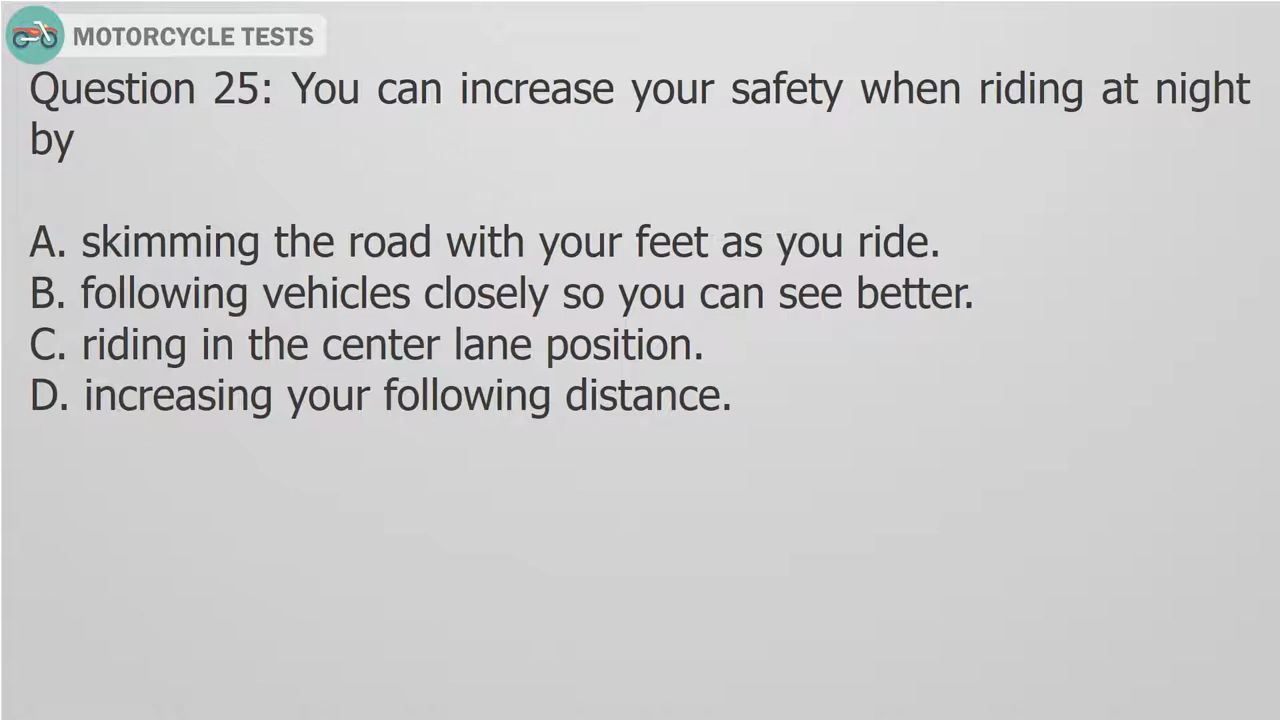 MOTORCYCLE TESTS
Question 25: You can increase your safety when riding at night
by
A. skimming the road with your feet as you ride.
B. following vehicles closely so you can see better.
C. riding in the center lane position.
D. increasing your following distance.